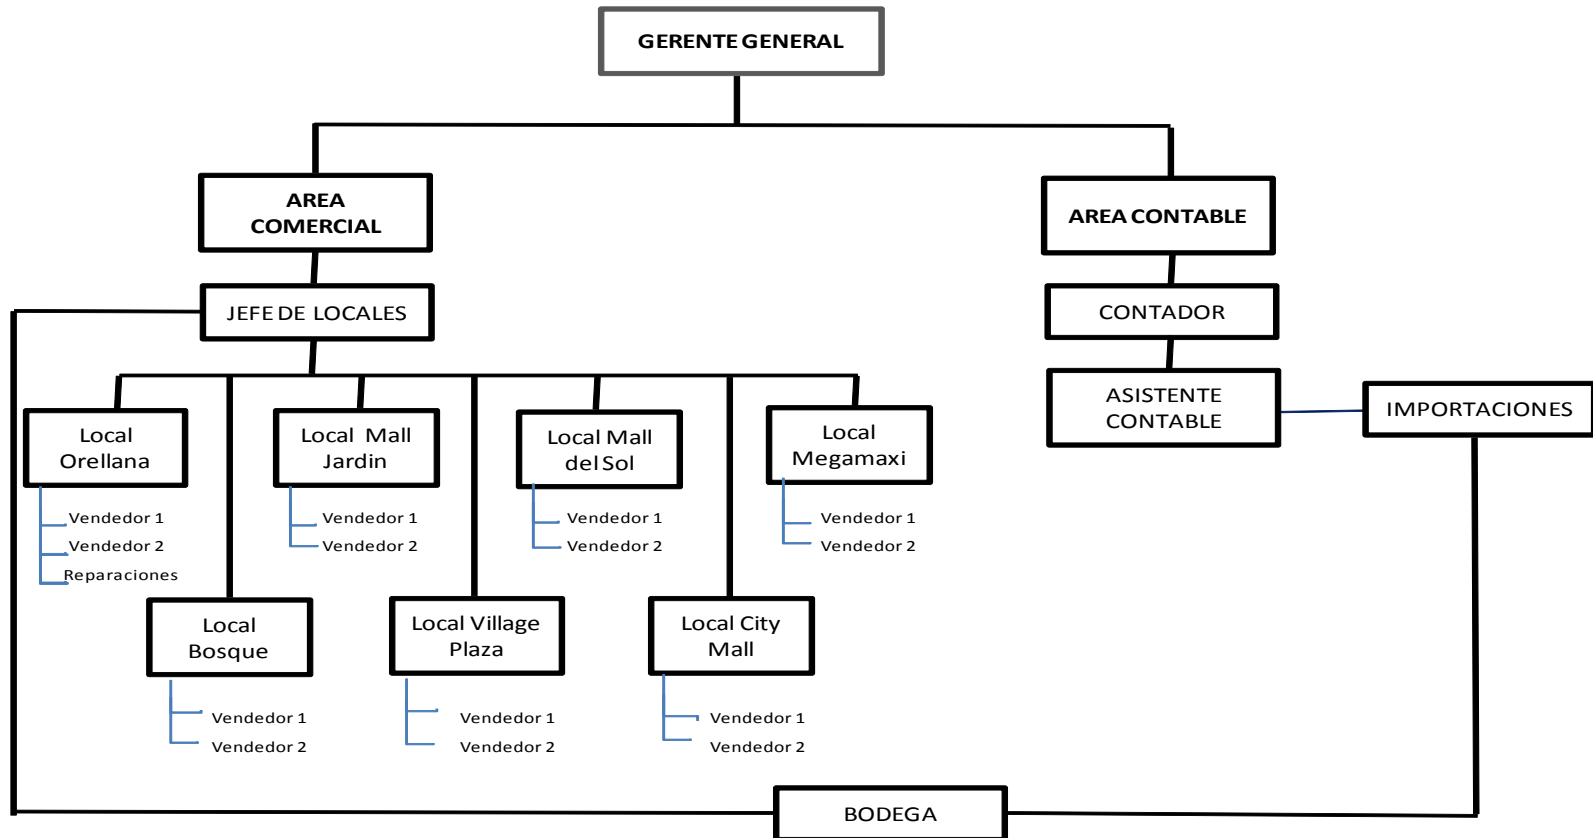 GERENTE GENERAL
AREA
COMERCIAL
AREA CONTABLE
JEFE DE LOCALES
CONTADOR
ASISTENTE
CONTABLE
IMPORTACIONES
Local
Orellana
Local Mall
Jardin
Local Mall
del Sol
Local
Megamaxi
Vendedor 1
Vendedor 2
Reparaciones
Vendedor 1
Vendedor 2
Vendedor 1
Vendedor 2
Vendedor 1
Vendedor 2
Local
Bosque
Local Village
Plaza
Local City
Mall
Vendedor 1
Vendedor 2
Vendedor 1
Vendedor 2
Vendedor 1
Vendedor 2
BODEGA